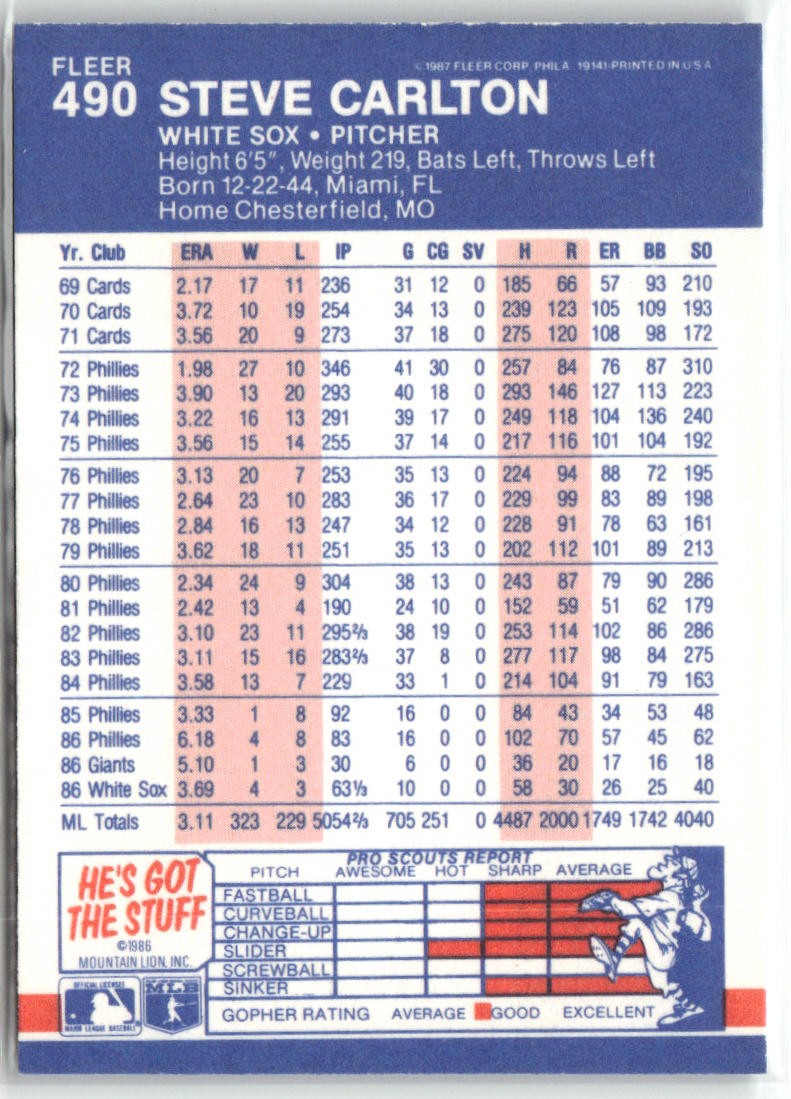 FLEER
© 1987 FLEER CORP. PHILA. 19141-PRINTED IN U S A
490 STEVE CARLTON
WHITE SOX • PITCHER
Height 6'5", Weight 219, Bats Left, Throws Left
Born 12-22-44, Miami, FL
Home Chesterfield, MO
Yr. Club ERA W L IP G CG SV H R ER BB SO
69 Cards 2.17 17 11 236 31 12 0 185 66 57 93 210
70 Cards 3.72 10 19 254 34 13 0 239 123 105 109 193
71 Cards 3.56 20 9 273 37 18 0 275 120 108 98 172
72 Phillies 1.98 27 10 346 41 30 0 257 84 76 87 310
73 Phillies 3.90 13 20 293 40 18 0 293 146 127 113 223
74 Phillies 3.22 16 13 291 39 17 0 249 118 104 136 240
75 Phillies 3.56 15 14 255 37 14 0 217 116 101 104 192
76 Phillies 3.13 20 7 253 35 13 0 224 94 88 72 195
77 Phillies 2.64 23 10 283 36 17 0 229 99 83 89 198
78 Phillies 2.84 16 13 247 34 12 0 228 91 78 63 161
79 Phillies 3.62 18 11 251 35 13 0 202 112 101 89 213
80 Phillies 2.34 24 9 304 38 13 0 243 87 79 90 286
81 Phillies 2.42 13 4 190 24 10 0 152 59 51 62 179
82 Phillies 3.10 23 11 295⅔ 38 19 0 253 114 102 86 286
83 Phillies 3.11 15 16 283⅔ 37 8 0 277 117 98 84 275
84 Phillies 3.58 13 7 229 33 1 0 214 104 91 79 163
85 Phillies 3.33 1 8 92 16 0 0 84 43 34 53 48
86 Phillies 6.18 4 8 83 16 0 0 102 70 57 45 62
86 Giants 5.10 1 3 30 6 0 0 36 20 17 16 18
86 White Sox 3.69 4 3 63⅓ 10 0 0 58 30 26 25 40
ML Totals 3.11 323 229 5054⅔ 705 251 0 4487 2000 1749 1742 4040
HE'S GOT
THE STUFF
©1986
MOUNTAIN LION, INC.
OFFICIAL LICENSEE
MAJOR LEAGUE BASEBALL
MLB
PRO SCOUTS REPORT
PITCH AWESOME HOT SHARP AVERAGE
FASTBALL
CURVEBALL
CHANGE-UP
SLIDER
SCREWBALL
SINKER
GOPHER RATING AVERAGE GOOD EXCELLENT